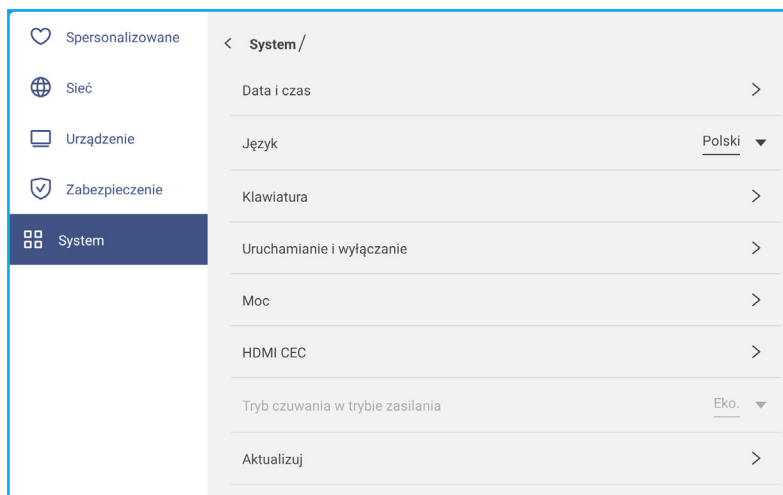 Spersonalizowane
Sieć
Urządzenie
Zabezpieczenie
System
System/
Data i czas
Język Polski
Klawiatura
Uruchamianie i wyłączanie
Moc
HDMI CEC
Tryb czuwania w trybie zasilania Eko.
Aktualizuj